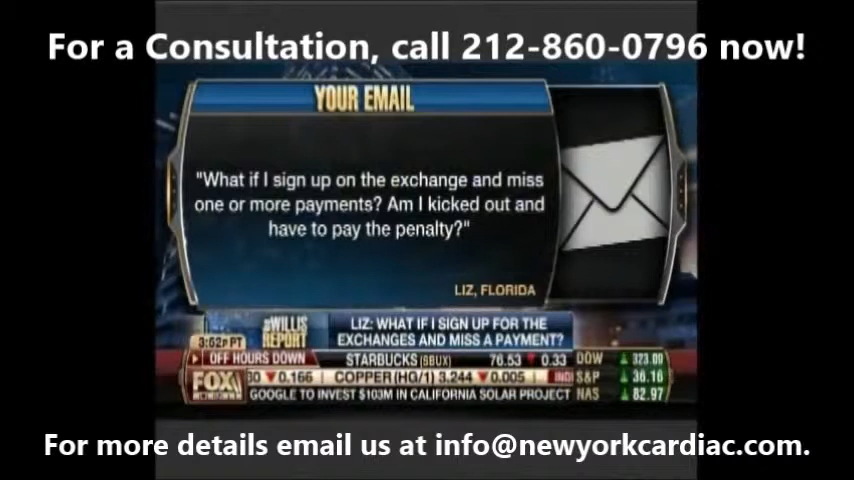 For a Consultation, call 212-860-0796 now!
YOUR EMAIL
"What if I sign up on the exchange and miss
one or more payments? Am I kicked out and
have to pay the penalty?"
LIZ, FLORIDA
WILLIS
REPORT
LIZ: WHAT IF I SIGN UP FOR THE
EXCHANGES AND MISS A PAYMENT?
3:52P PT
OFF HOURS DOWN
STARBUCKS (SBUX) 76.53 0.33 DOW 323.09
FOX
0.166 COPPER (HG/1) 3.244 0.005 S&P 36.16
GOOGLE TO INVEST $103M IN CALIFORNIA SOLAR PROJECT NAS 82.97
For more details email us at info@newyorkcardiac.com.